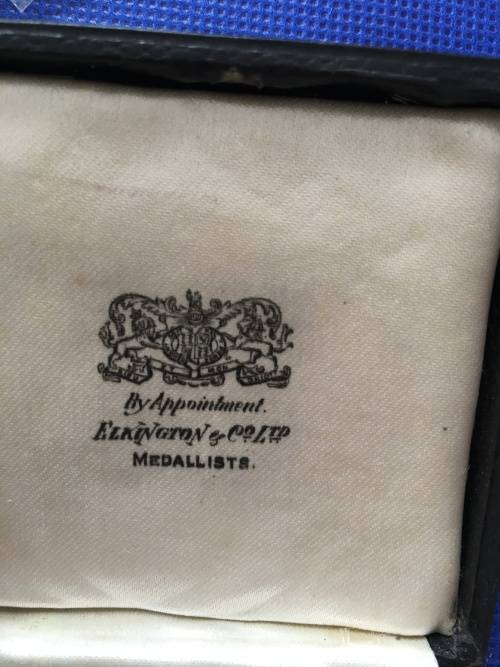 By Appointment.
ELKINGTON & CO LTD
MEDALLISTS.